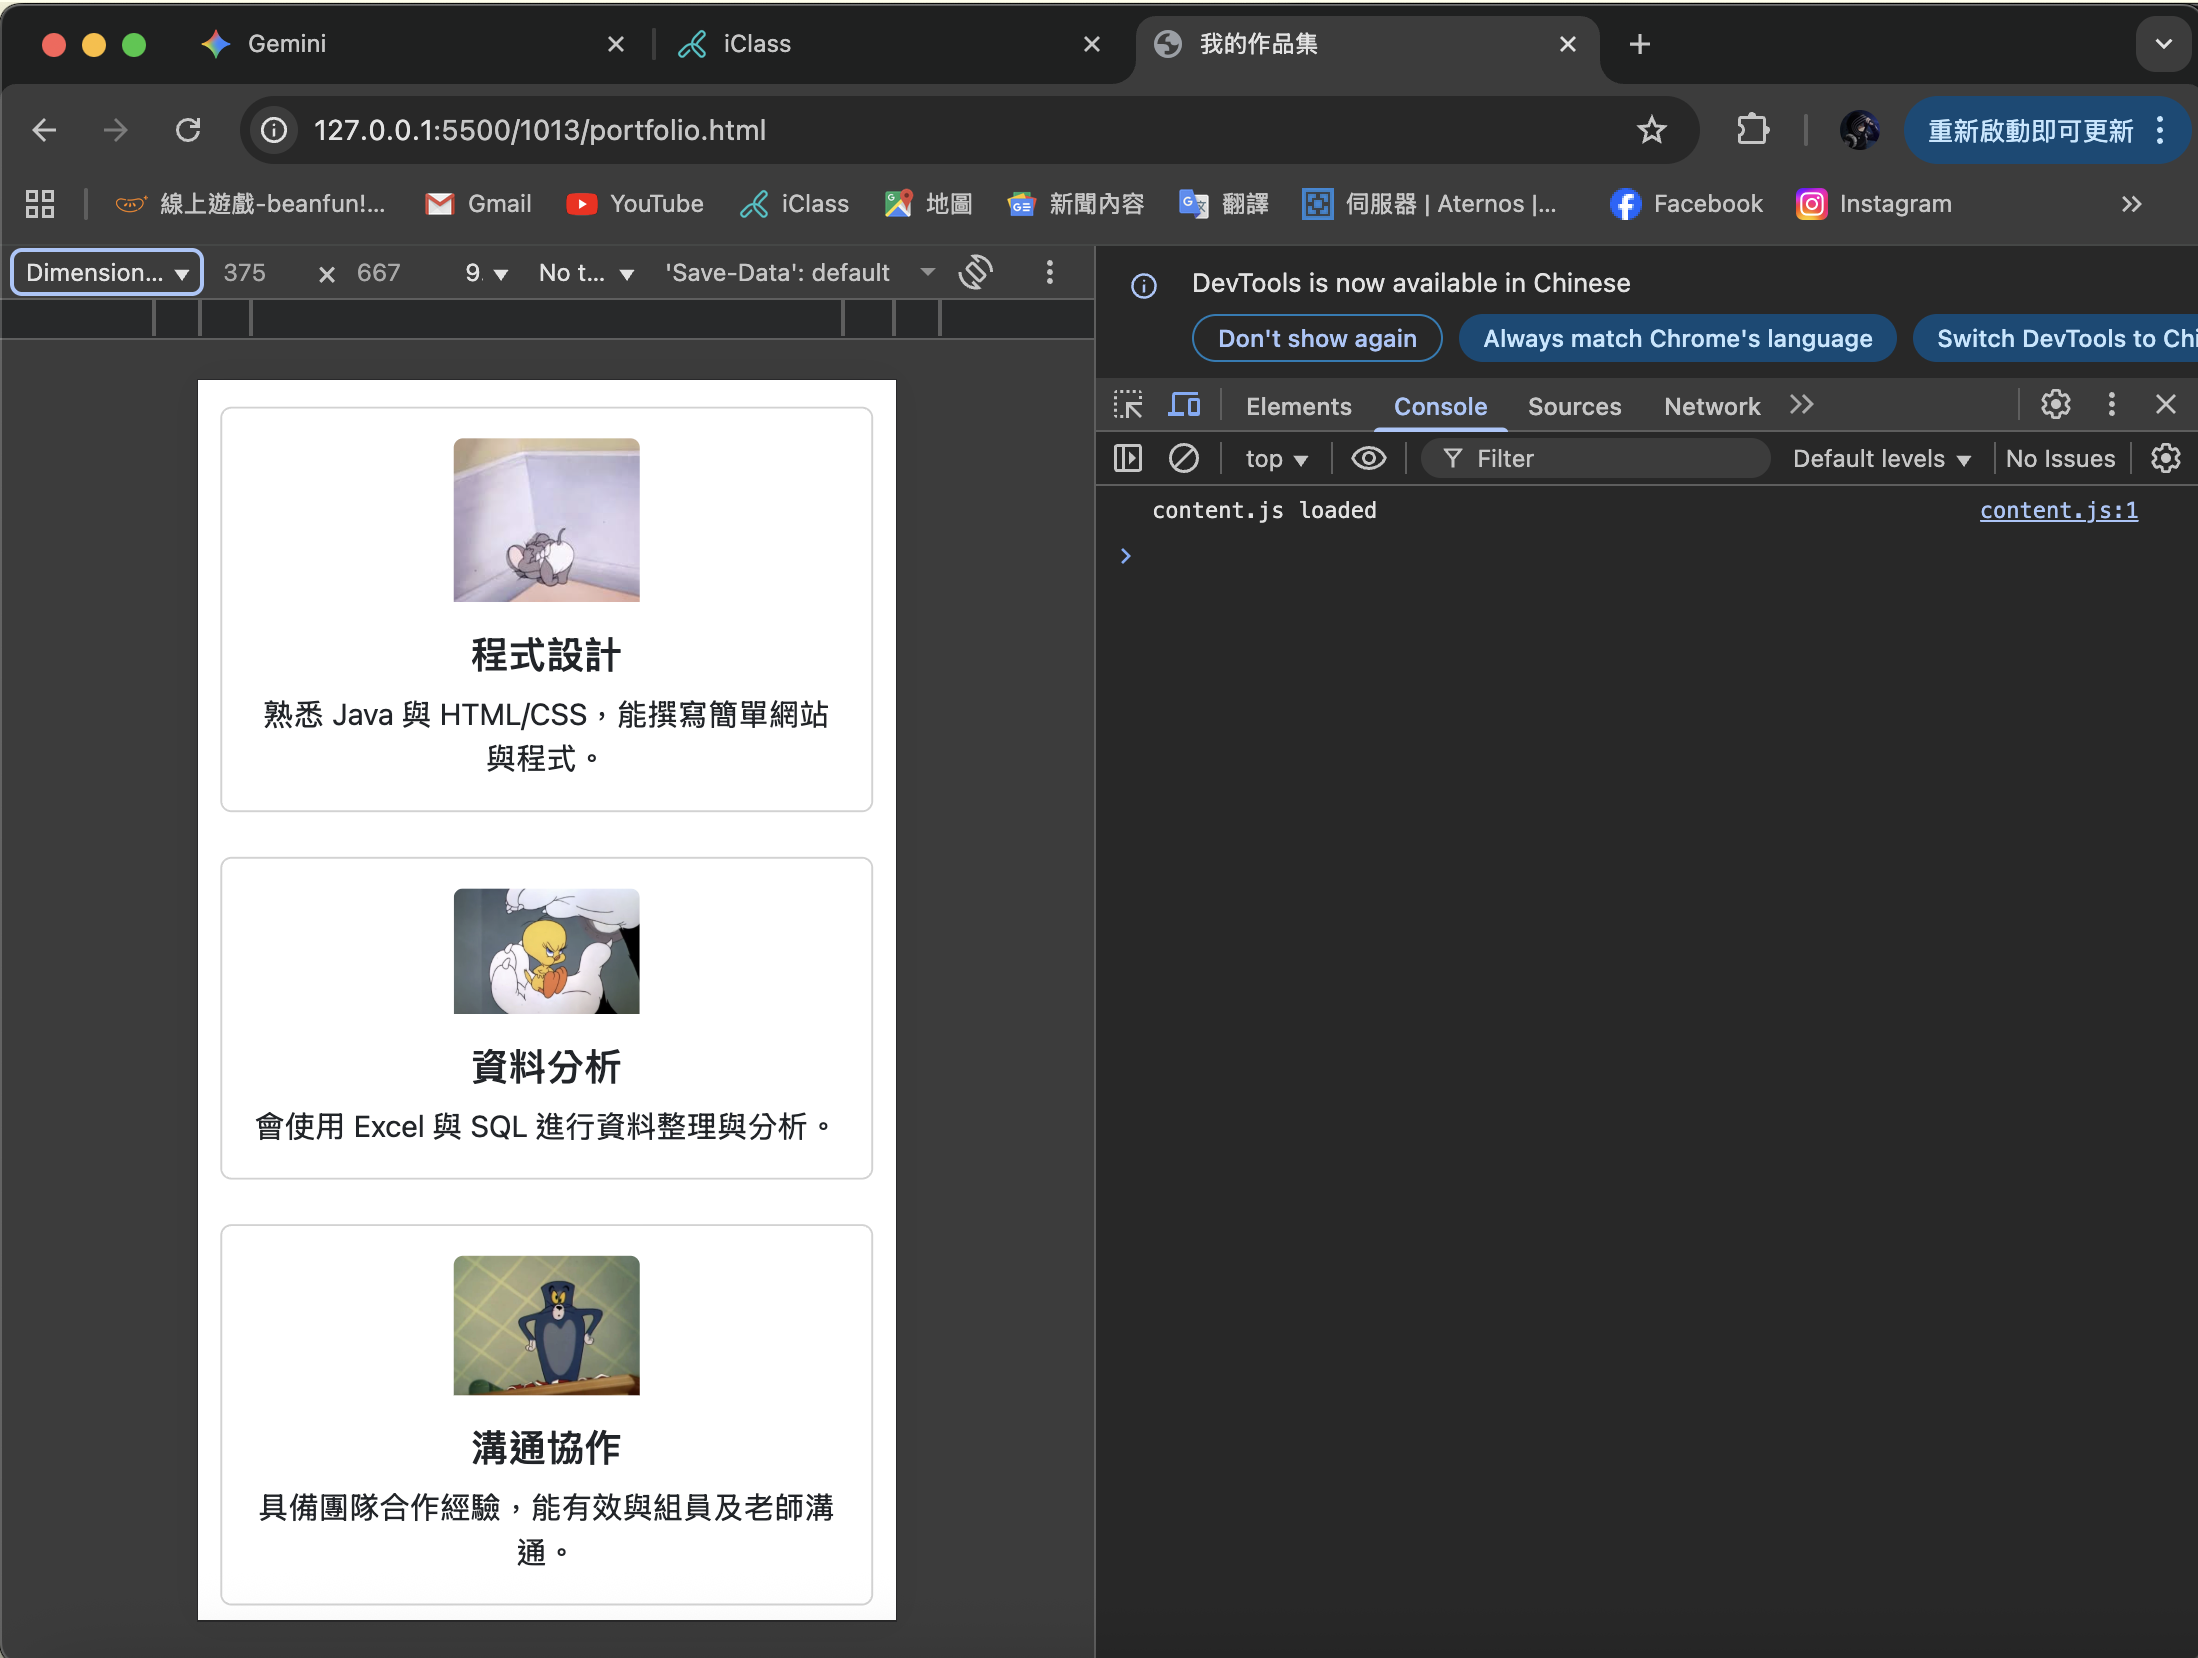 Gemini
iClass
我的作品集
127.0.0.1:5500/1013/portfolio.html
重新啟動即可更新
線上遊戲-beanfun!...
Gmail
YouTube
iClass
地圖
新聞內容
翻譯
伺服器 | Aternos |...
Facebook
Instagram
Dimension...
375
×
667
9.
No t...
'Save-Data': default
程式設計
熟悉 Java 與 HTML/CSS，能撰寫簡單網站
與程式。
資料分析
會使用 Excel 與 SQL 進行資料整理與分析。
溝通協作
具備團隊合作經驗，能有效與組員及老師溝
通。
DevTools is now available in Chinese
Don't show again
Always match Chrome's language
Switch DevTools to Chi
Elements
Console
Sources
Network
top
Filter
Default levels
No Issues
content.js loaded
content.js:1